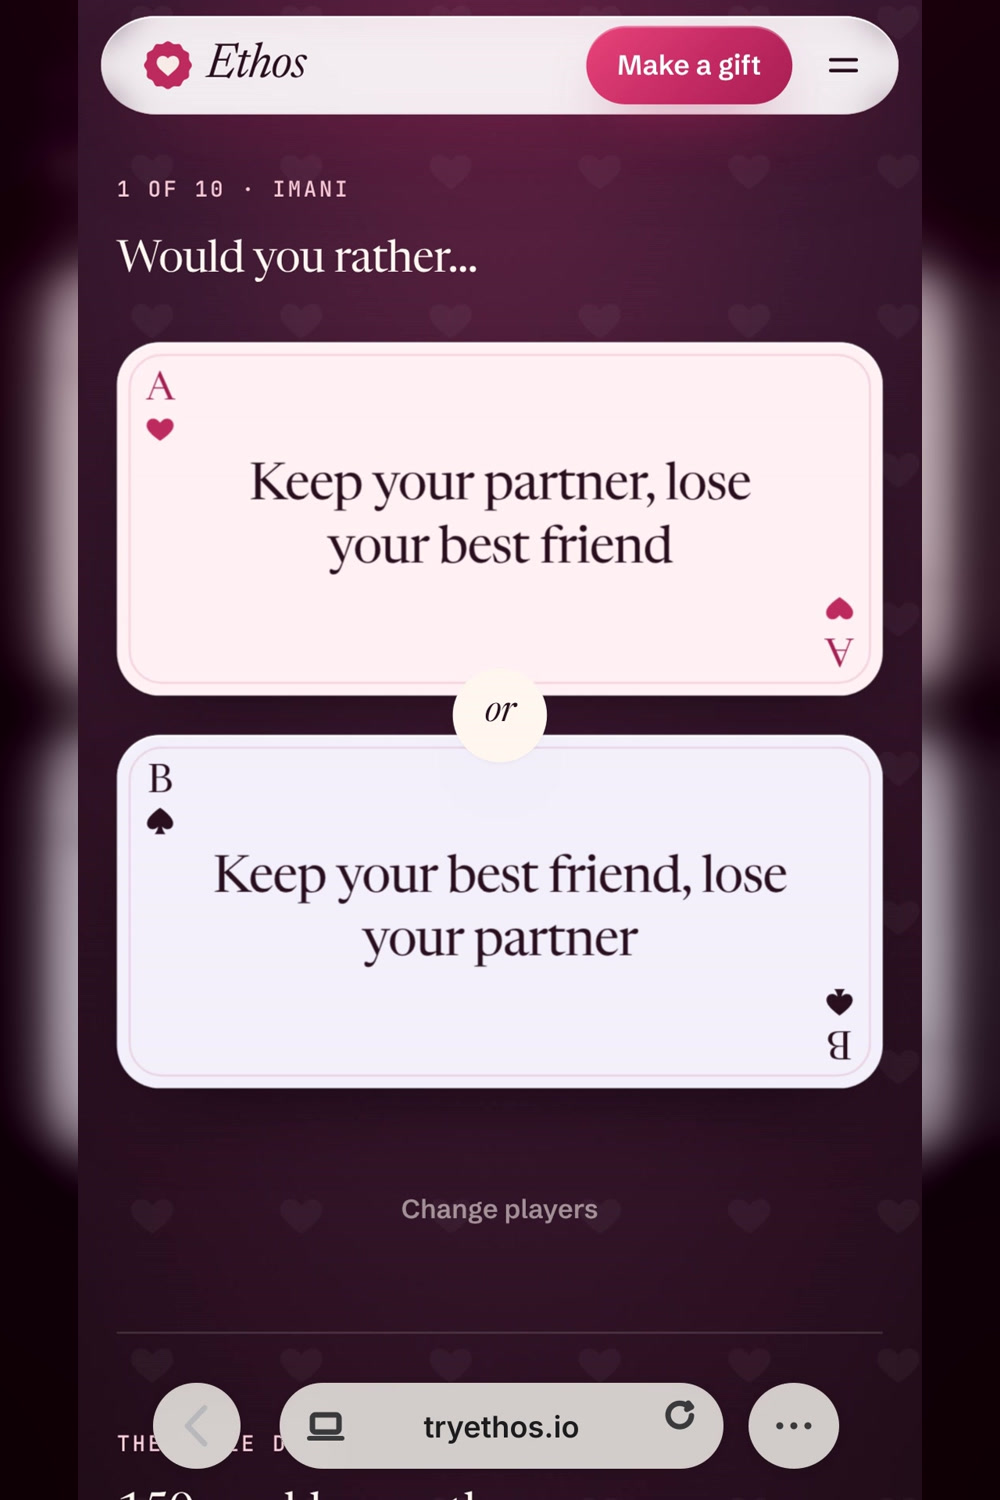 Ethos
Make a gift
1 OF 10 · IMANI
Would you rather...
A
Keep your partner, lose
your best friend
A
or
B
Keep your best friend, lose
your partner
B
Change players
tryethos.io